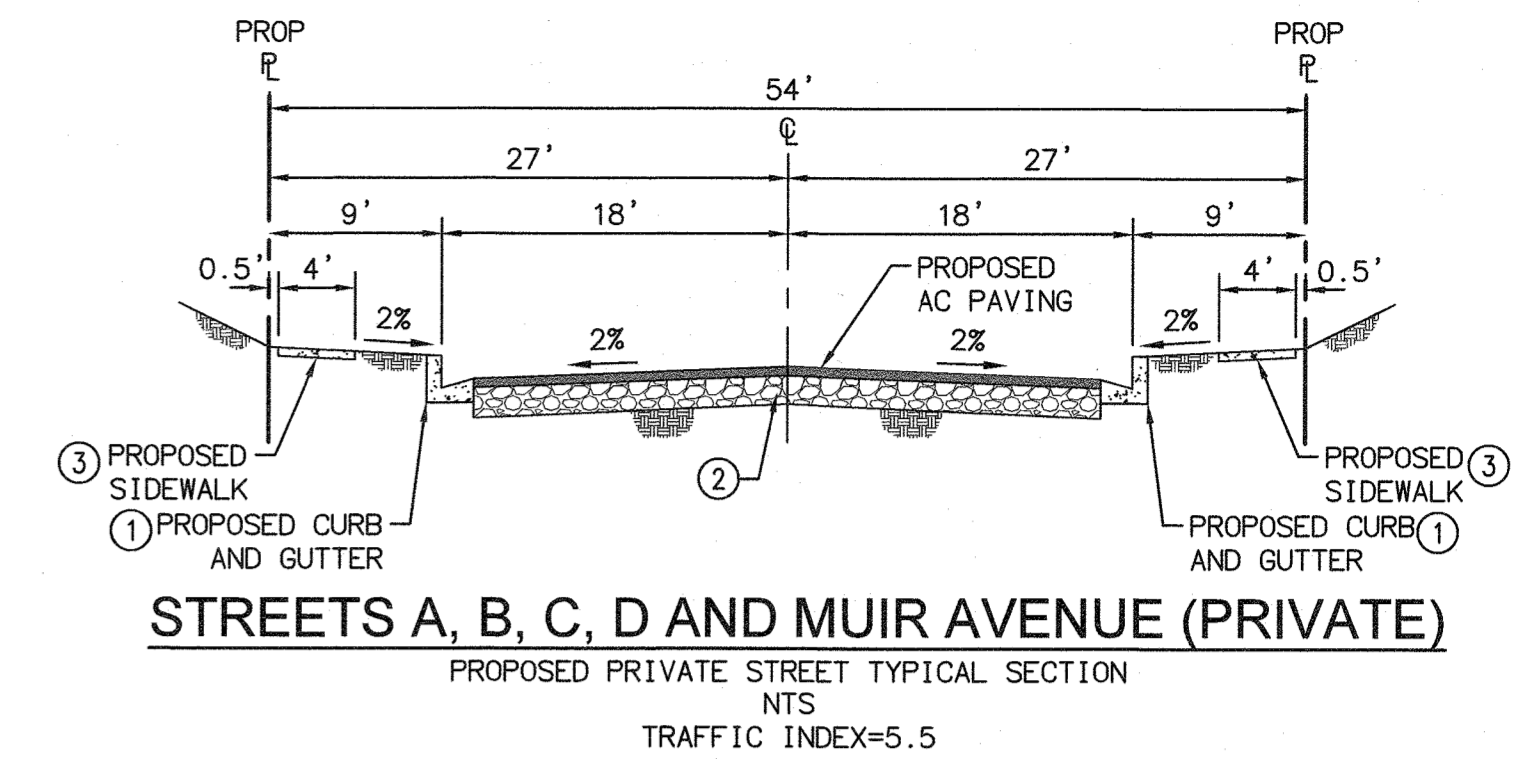 PROP
PROP
℄
54'
27'
27'
9'
18'
18'
9'
0.5'
4'
4'
0.5'
PROPOSED
AC PAVING
2%
2%
2%
2%
③ PROPOSED
SIDEWALK
②
PROPOSED ③
SIDEWALK
① PROPOSED CURB
AND GUTTER
PROPOSED CURB ①
AND GUTTER
STREETS A, B, C, D AND MUIR AVENUE (PRIVATE)
PROPOSED PRIVATE STREET TYPICAL SECTION
NTS
TRAFFIC INDEX=5.5